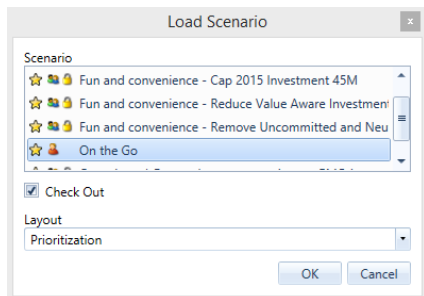 Load Scenario
x
Scenario
Fun and convenience - Cap 2015 Investment 45M
Fun and convenience - Reduce Value Aware Investment
Fun and convenience - Remove Uncommitted and Neu
On the Go
Check Out
Layout
Prioritization
OK Cancel